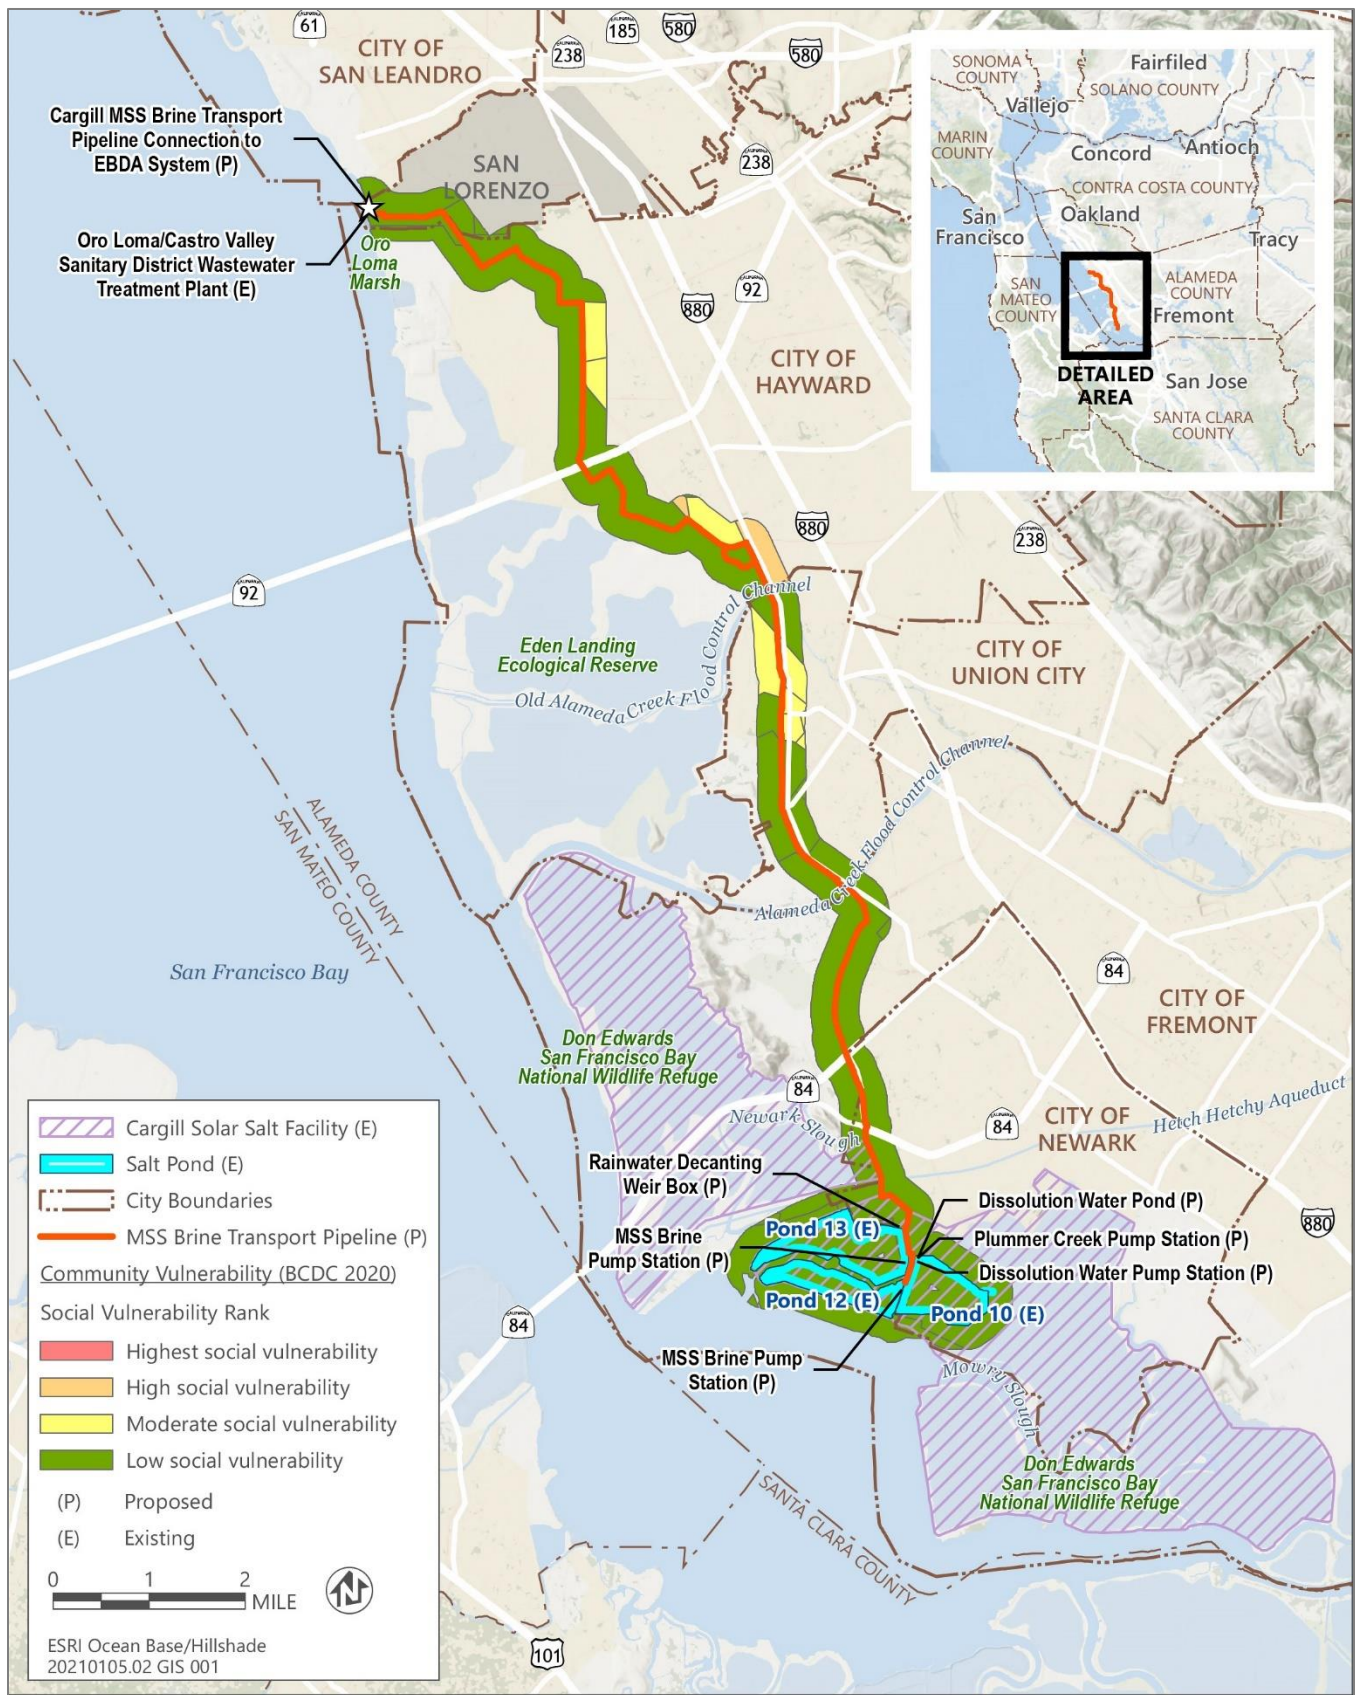 61
CITY OF
SAN LEANDRO
CALIFORNIA
238
CALIFORNIA
185
580
580
Cargill MSS Brine Transport
Pipeline Connection to
EBDA System (P)
SAN
LORENZO
238
Oro Loma/Castro Valley
Sanitary District Wastewater
Treatment Plant (E)
Oro
Loma
Marsh
880
92
CITY OF
HAYWARD
SONOMA
COUNTY
Fairfiled
SOLANO COUNTY
Vallejo
MARIN
COUNTY
Concord
Antioch
CONTRA COSTA COUNTY
San
Francisco
Oakland
Tracy
SAN
MATEO
COUNTY
ALAMEDA
COUNTY
Fremont
DETAILED
AREA
San Jose
SANTA CLARA
COUNTY
880
238
92
Eden Landing
Ecological Reserve
Old Alameda Creek Flood Control Channel
CITY OF
UNION CITY
Alameda Creek Flood Control Channel
ALAMEDA COUNTY
SAN MATEO COUNTY
San Francisco Bay
84
CITY OF
FREMONT
Don Edwards
San Francisco Bay
National Wildlife Refuge
84
Newark Slough
84
CITY OF
NEWARK
Hetch Hetchy Aqueduct
Rainwater Decanting
Weir Box (P)
Dissolution Water Pond (P)
880
MSS Brine
Pump Station (P)
Pond 13 (E)
Plummer Creek Pump Station (P)
Dissolution Water Pump Station (P)
Pond 12 (E)
Pond 10 (E)
84
MSS Brine Pump
Station (P)
Mowry Slough
Don Edwards
San Francisco Bay
National Wildlife Refuge
SANTA CLARA COUNTY
101
Cargill Solar Salt Facility (E)
Salt Pond (E)
City Boundaries
MSS Brine Transport Pipeline (P)
Community Vulnerability (BCDC 2020)
Social Vulnerability Rank
Highest social vulnerability
High social vulnerability
Moderate social vulnerability
Low social vulnerability
(P) Proposed
(E) Existing
0 1 2
MILE
N
ESRI Ocean Base/Hillshade
20210105.02 GIS 001